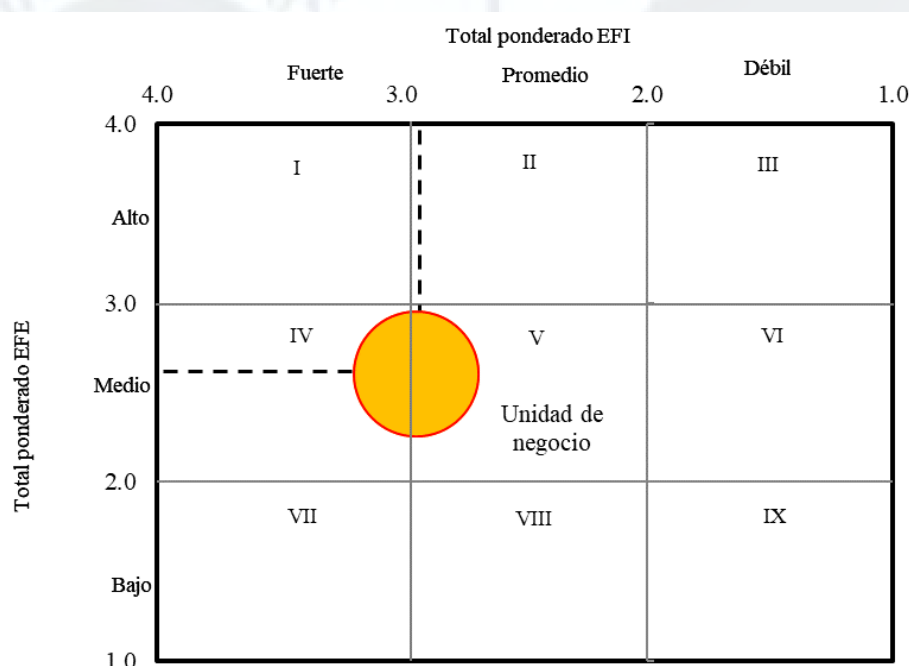 Total ponderado EFI
Fuerte Promedio Débil
4.0 3.0 2.0 1.0
4.0
I II III
Alto
3.0
IV V VI
Medio
Unidad de
negocio
Total ponderado EFE
2.0
VII VIII IX
Bajo
1.0